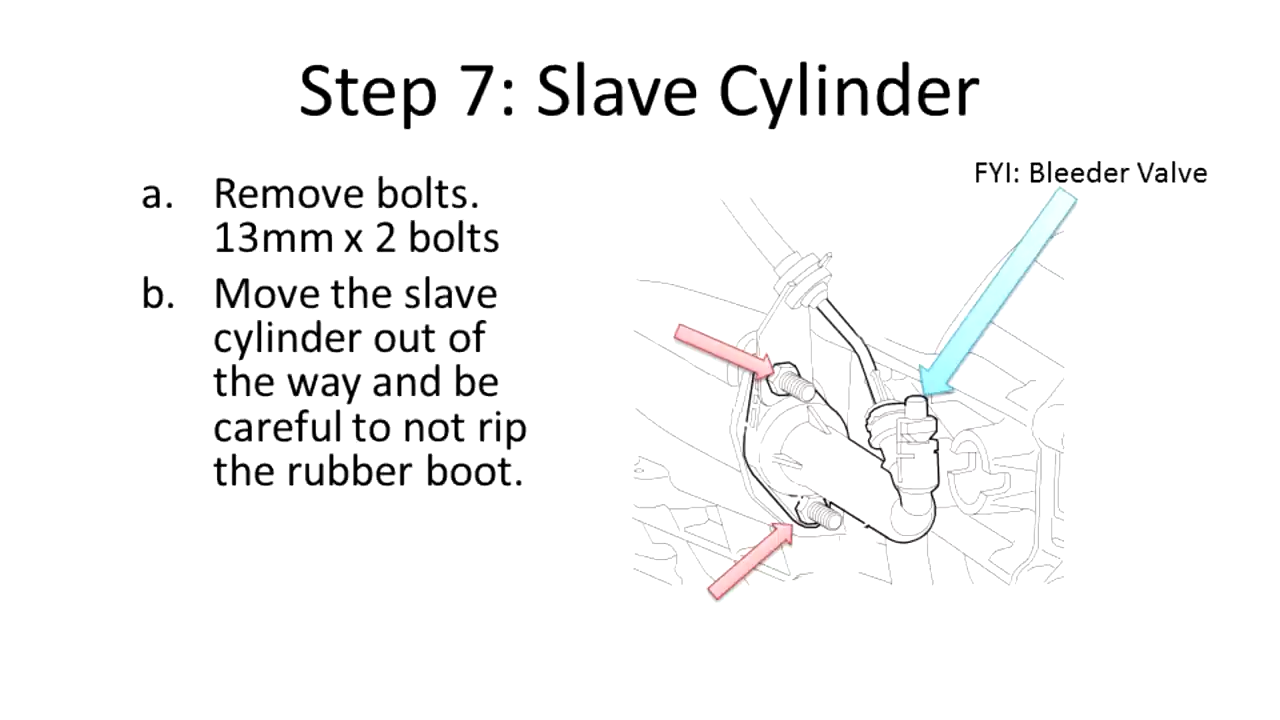 Step 7: Slave Cylinder
FYI: Bleeder Valve
a. Remove bolts.
13mm x 2 bolts
b. Move the slave
cylinder out of
the way and be
careful to not rip
the rubber boot.